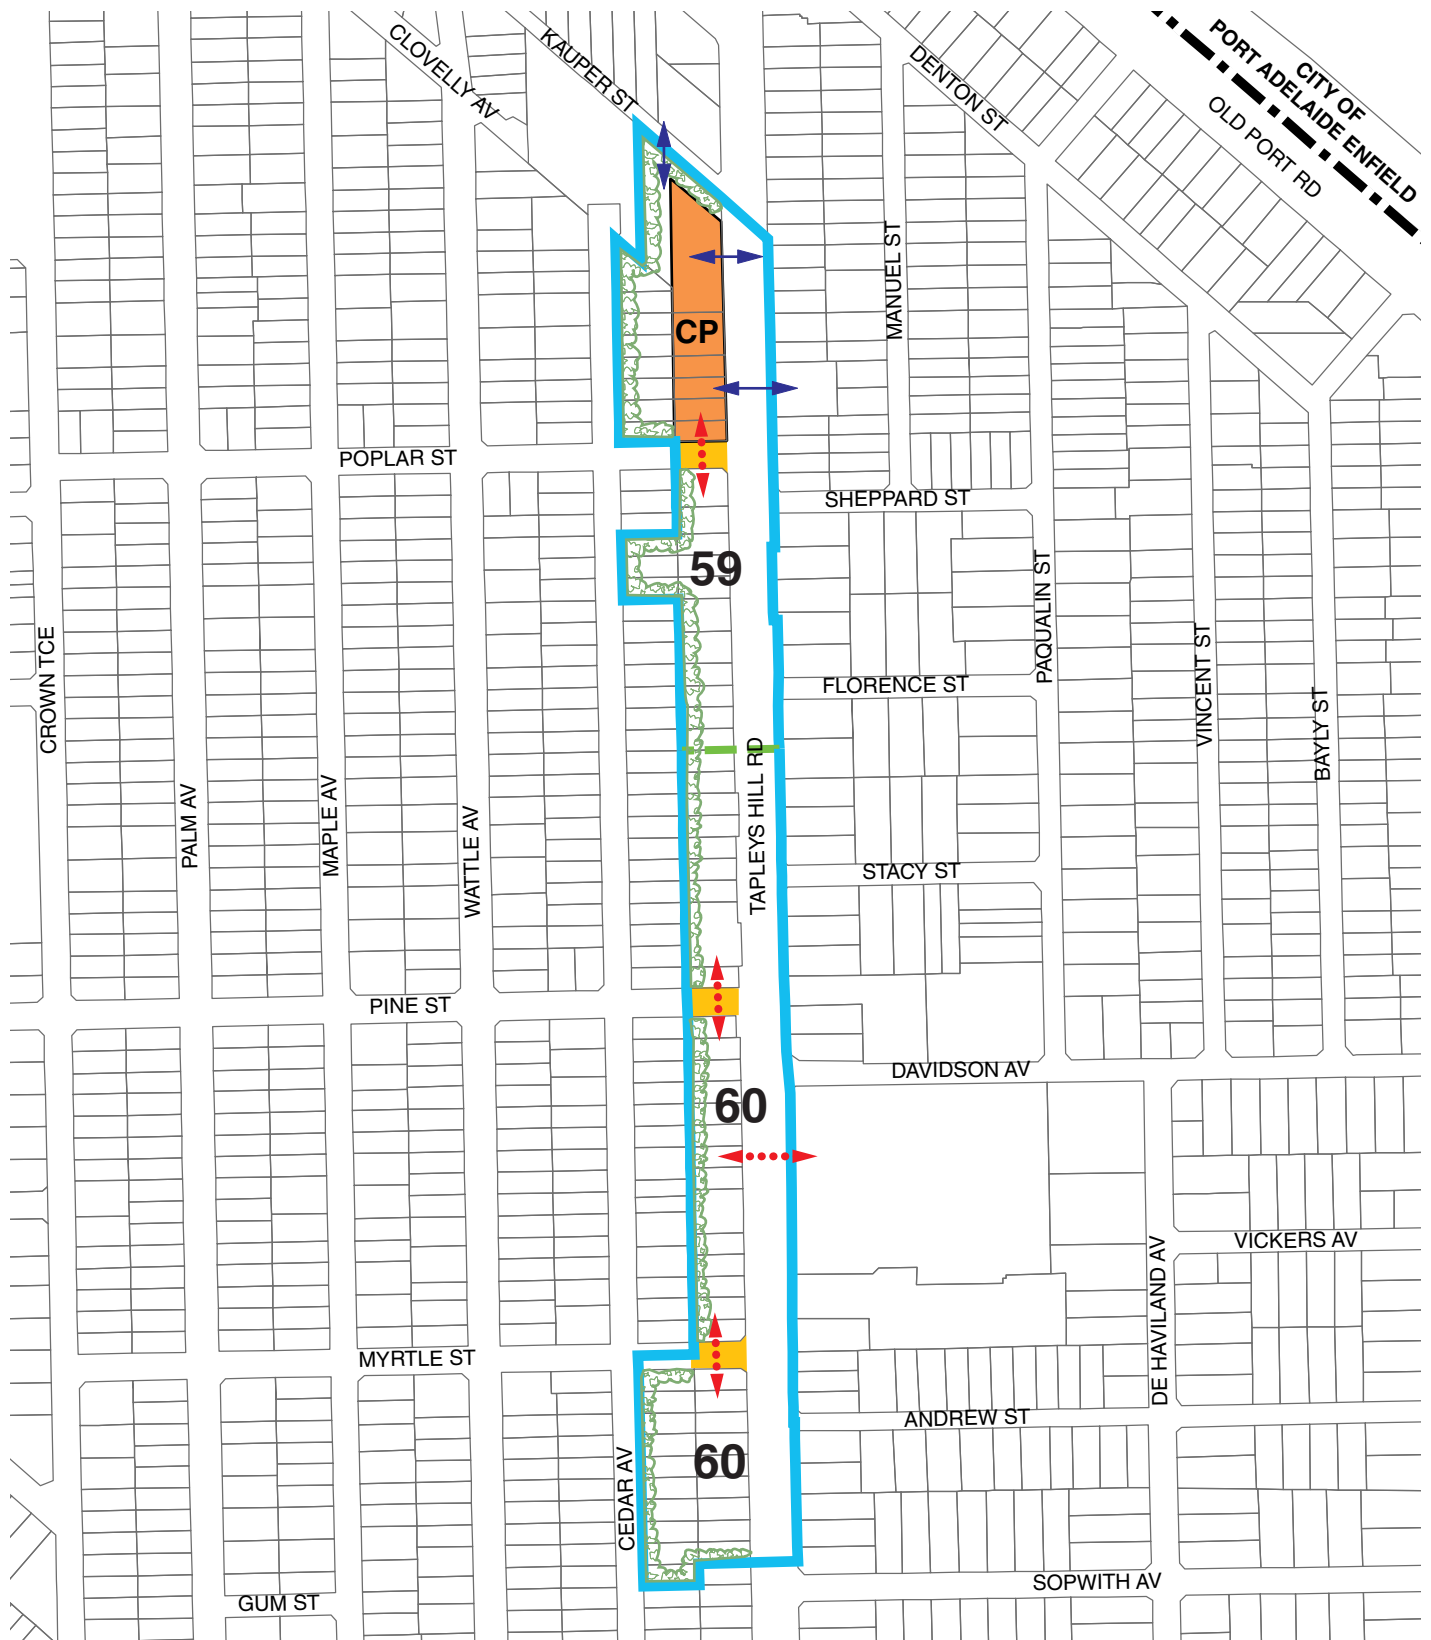 CLOVELLY AV
KAUPER ST
DENTON ST
CITY OF
PORT ADELAIDE ENFIELD
OLD PORT RD
MANUEL ST
CP
POPLAR ST
SHEPPARD ST
59
PAQUALIN ST
CROWN TCE
VINCENT ST
FLORENCE ST
BAYLY ST
TAPLEYS HILL RD
PALM AV
MAPLE AV
WATTLE AV
STACY ST
PINE ST
DAVIDSON AV
60
VICKERS AV
DE HAVILAND AV
MYRTLE ST
ANDREW ST
60
CEDAR AV
SOPWITH AV
GUM ST